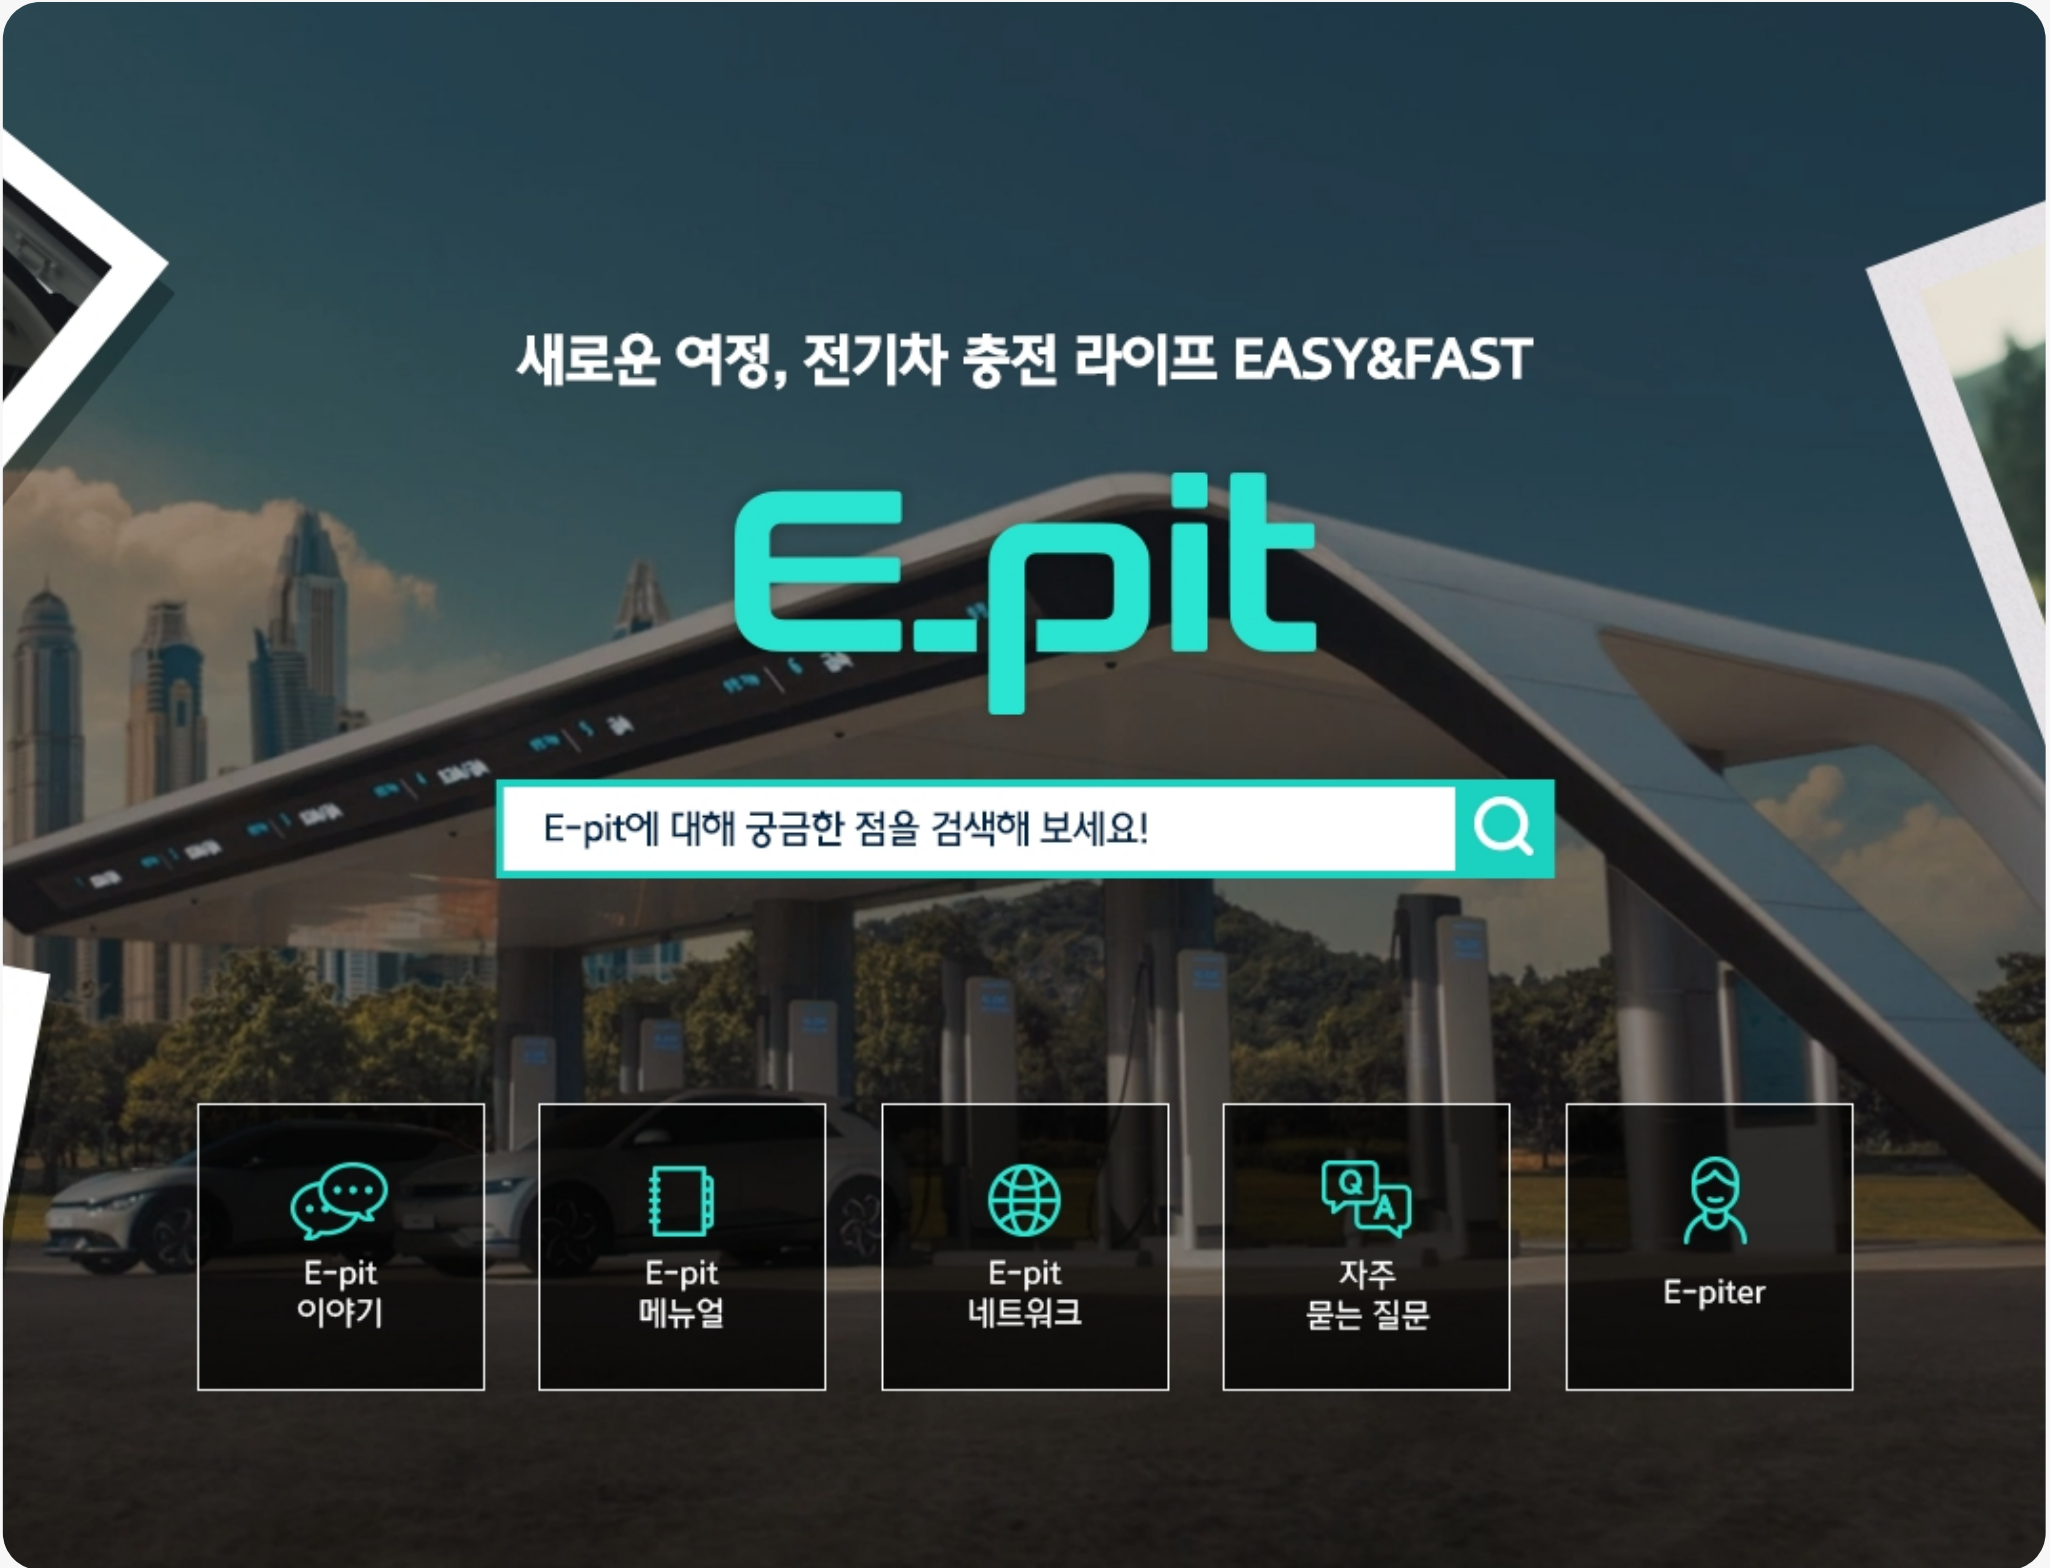 새로운 여정, 전기차 충전 라이프 EASY&FAST
E-pit
E-pit에 대해 궁금한 점을 검색해 보세요!
E-pit
이야기
E-pit
메뉴얼
E-pit
네트워크
Q
A
자주
묻는 질문
E-piter